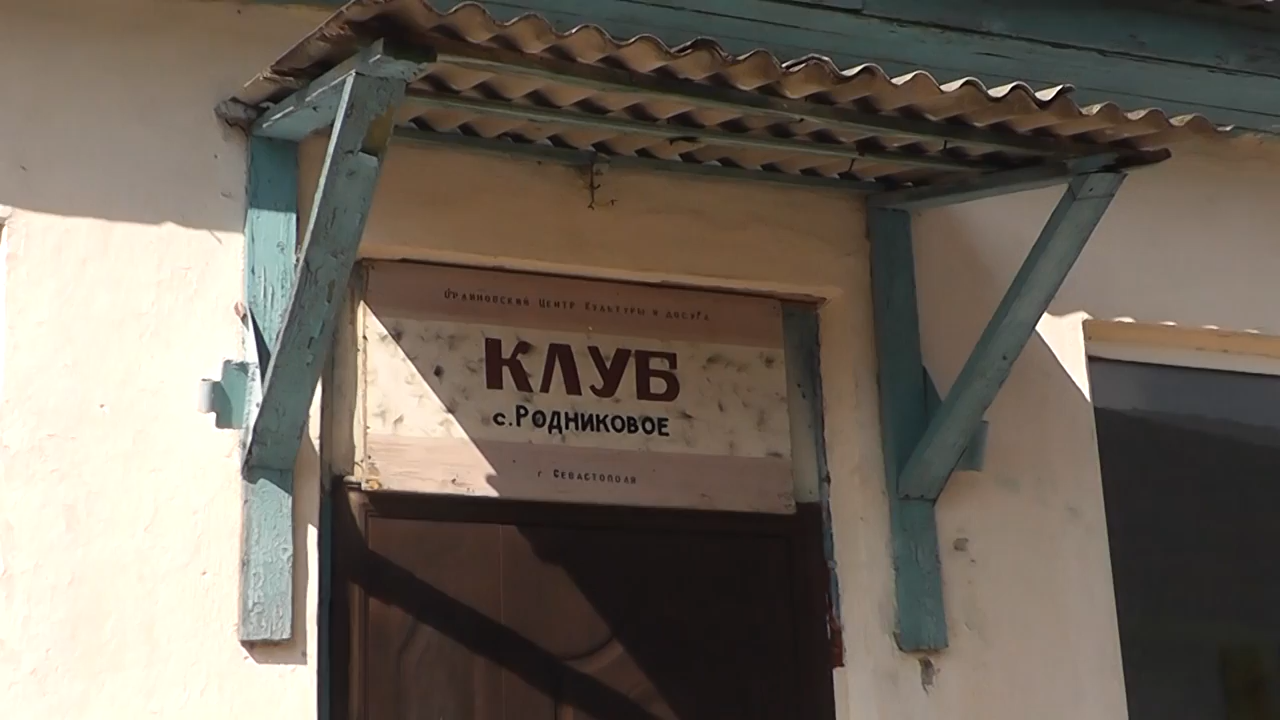 Орлиновский центр культуры и досуга
КЛУБ
с.Родниковое
г Севастополя